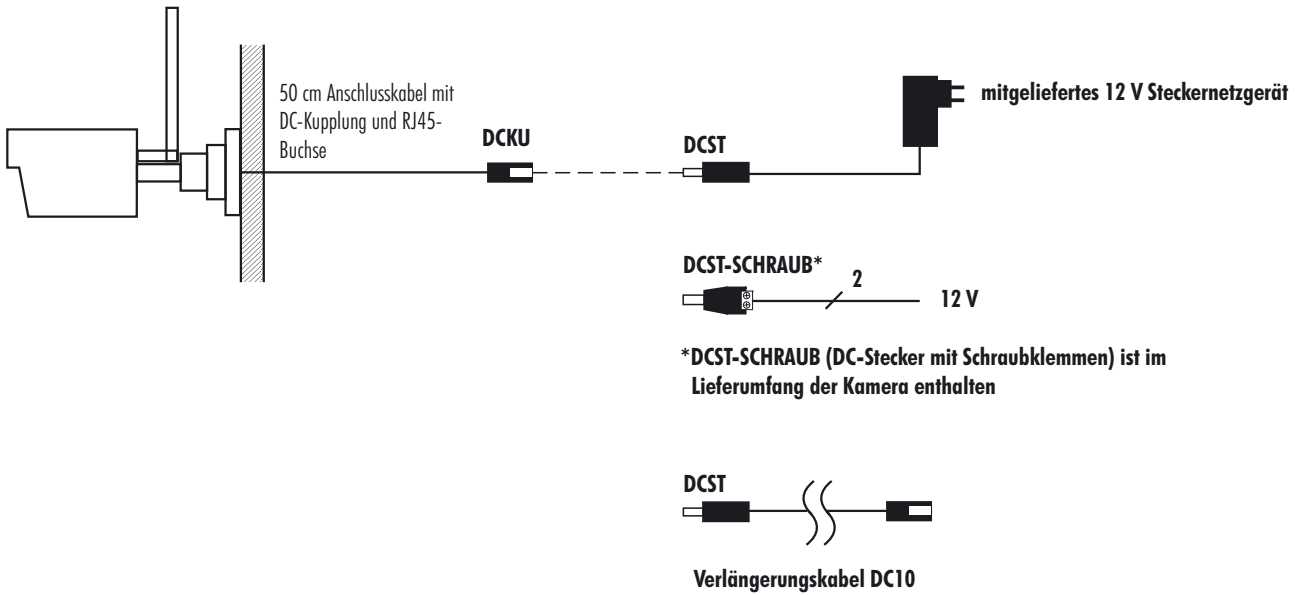 50 cm Anschlusskabel mit
DC-Kupplung und RJ45-
Buchse
DCKU
DCST
mitgeliefertes 12 V Steckernetzgerät
DCST-SCHRAUB*
2
12 V
*DCST-SCHRAUB (DC-Stecker mit Schraubklemmen) ist im
Lieferumfang der Kamera enthalten
DCST
Verlängerungskabel DC10